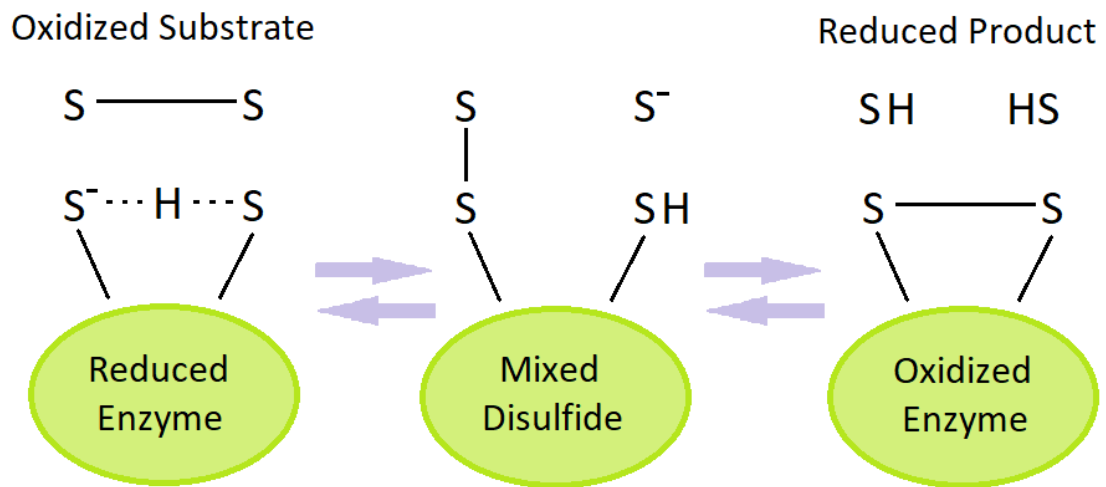 Oxidized Substrate
Reduced Product
S S
S S⁻
SH HS
S⁻ H S
S SH
S S
Reduced
Enzyme
Mixed
Disulfide
Oxidized
Enzyme